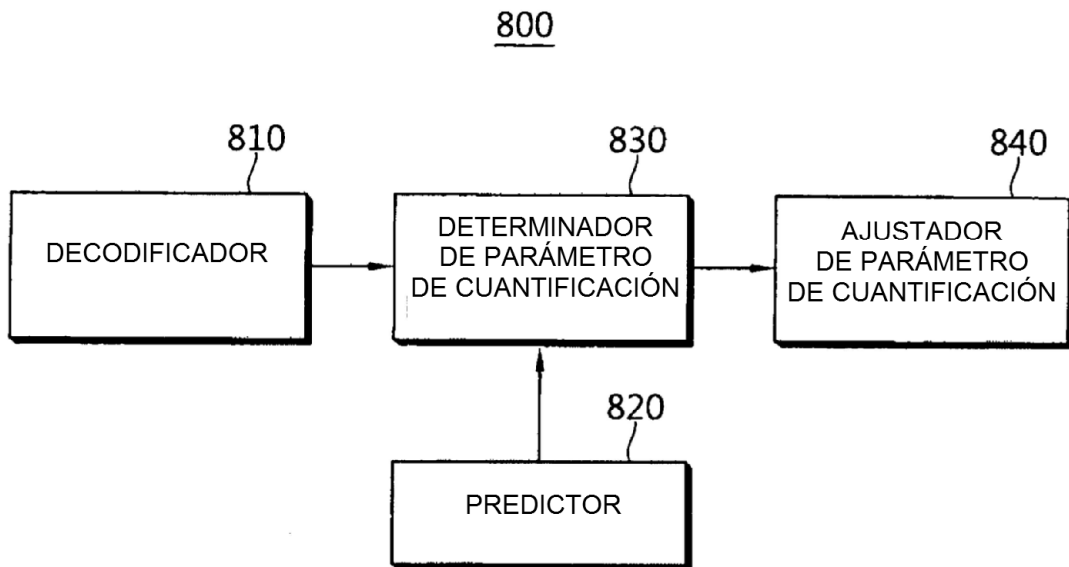 800
810
830
840
DECODIFICADOR
DETERMINADOR
DE PARÁMETRO
DE CUANTIFICACIÓN
AJUSTADOR
DE PARÁMETRO
DE CUANTIFICACIÓN
820
PREDICTOR